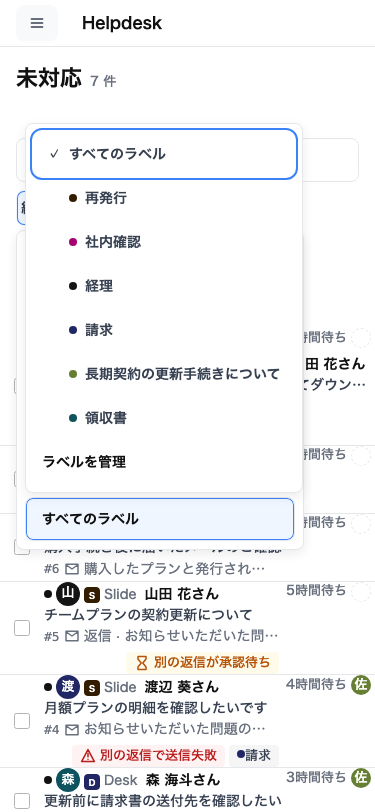 Helpdesk
未対応 7 件
✓ すべてのラベル
再発行
社内確認
経理
請求
長期契約の更新手続きについて
領収書
ラベルを管理
すべてのラベル
時間待ち
田 花さん
てダウン…
時間待ち
時間待ち
#6 購入したプランと発行され…
山 S Slide 山田 花さん 5時間待ち
チームプランの契約更新について
#5 返信 · お知らせいただいた問…
別の返信が承認待ち
渡 S Slide 渡辺 葵さん 4時間待ち 佐
月額プランの明細を確認したいです
#4 お知らせいただいた問題の…
別の返信で送信失敗 請求
森 D Desk 森 海斗さん 3時間待ち 佐
更新前に請求書の送付先を確認したい